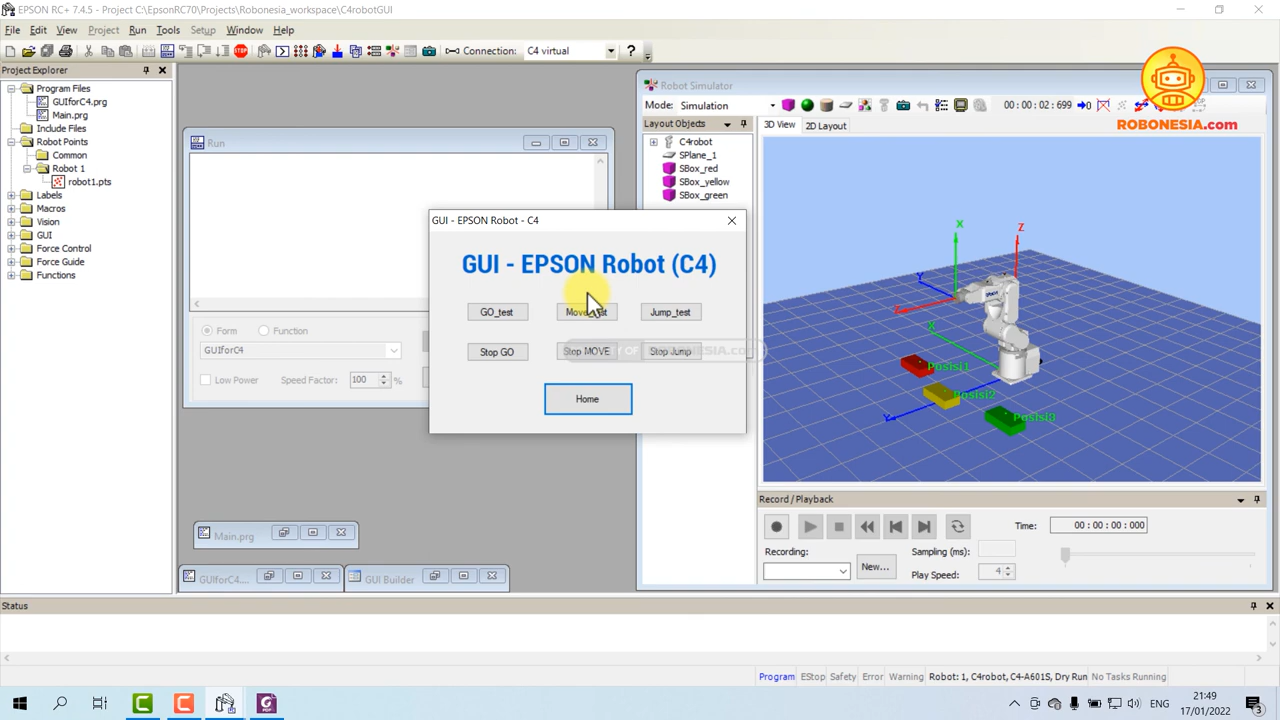 EPSON RC+ 7.4.5 - Project C:\EpsonRC70\Projects\Robonesia_workspace\C4robotGUI
File Edit View Project Run Tools Setup Window Help
Connection: C4 virtual
Project Explorer
Program Files
GUIforC4.prg
Main.prg
Include Files
Robot Points
Common
Robot 1
robot1.pts
Labels
Macros
Vision
GUI
Force Control
Force Guide
Functions
Run
Form Function
GUIforC4
Low Power Speed Factor: 100 %
Main.prg
GUIforC4.... GUI Builder
GUI - EPSON Robot - C4
GUI - EPSON Robot (C4)
GO_test Jump_test
Stop GO Stop MOVE Stop Jump
Home
Robot Simulator
Mode: Simulation 00 : 00 : 02 : 699
ROBONESIA.com
Layout Objects
C4robot
SPlane_1
SBox_red
SBox_yellow
SBox_green
3D View 2D Layout
X
Z
Y
X
Y
Posisi1
Posisi2
Posisi3
Record / Playback
Time: 00 : 00 : 00 : 000
Recording: New...
Sampling (ms):
Play Speed: 4
Status
Program EStop Safety Error Warning Robot: 1, C4robot, C4-A601S, Dry Run No Tasks Running
ENG
21:49
17/01/2022
3